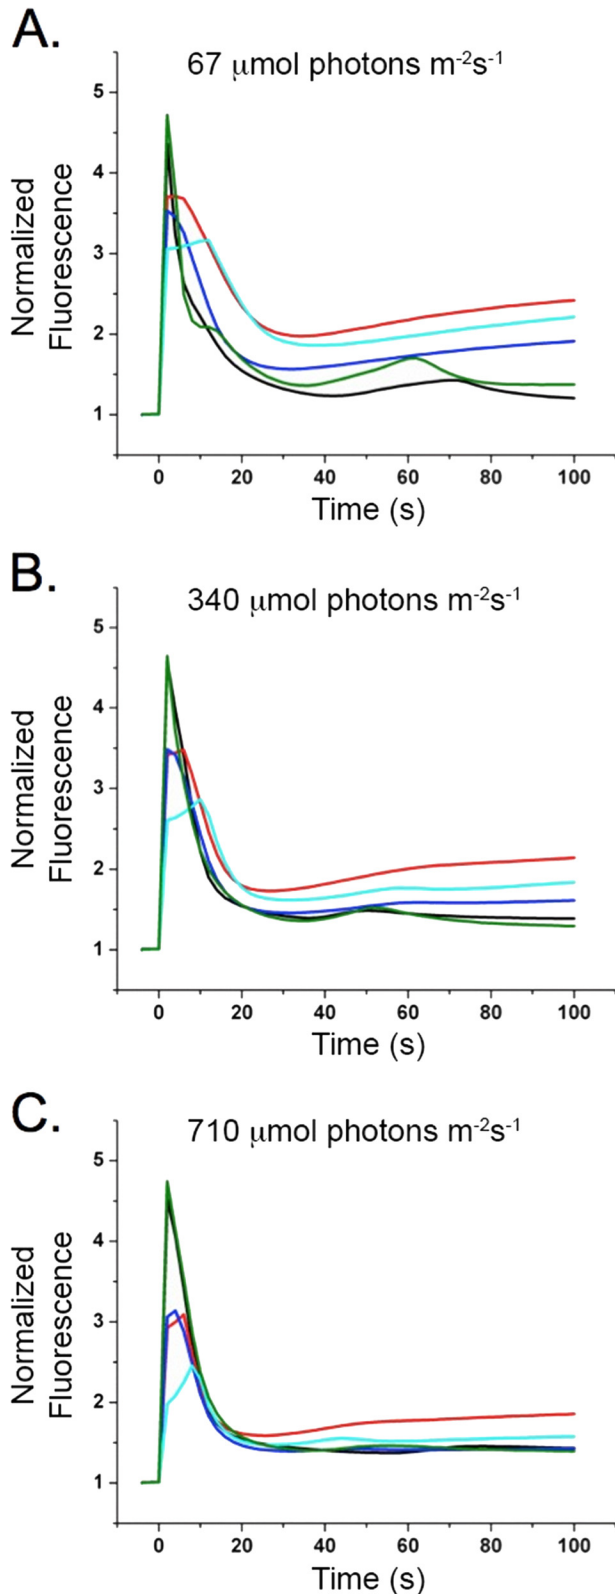 A.
67 μmol photons m-2s-1
5
4
3
2
1
Normalized
Fluorescence
0 20 40 60 80 100
Time (s)
B.
340 μmol photons m-2s-1
5
4
3
2
1
Normalized
Fluorescence
0 20 40 60 80 100
Time (s)
C.
710 μmol photons m-2s-1
5
4
3
2
1
Normalized
Fluorescence
0 20 40 60 80 100
Time (s)